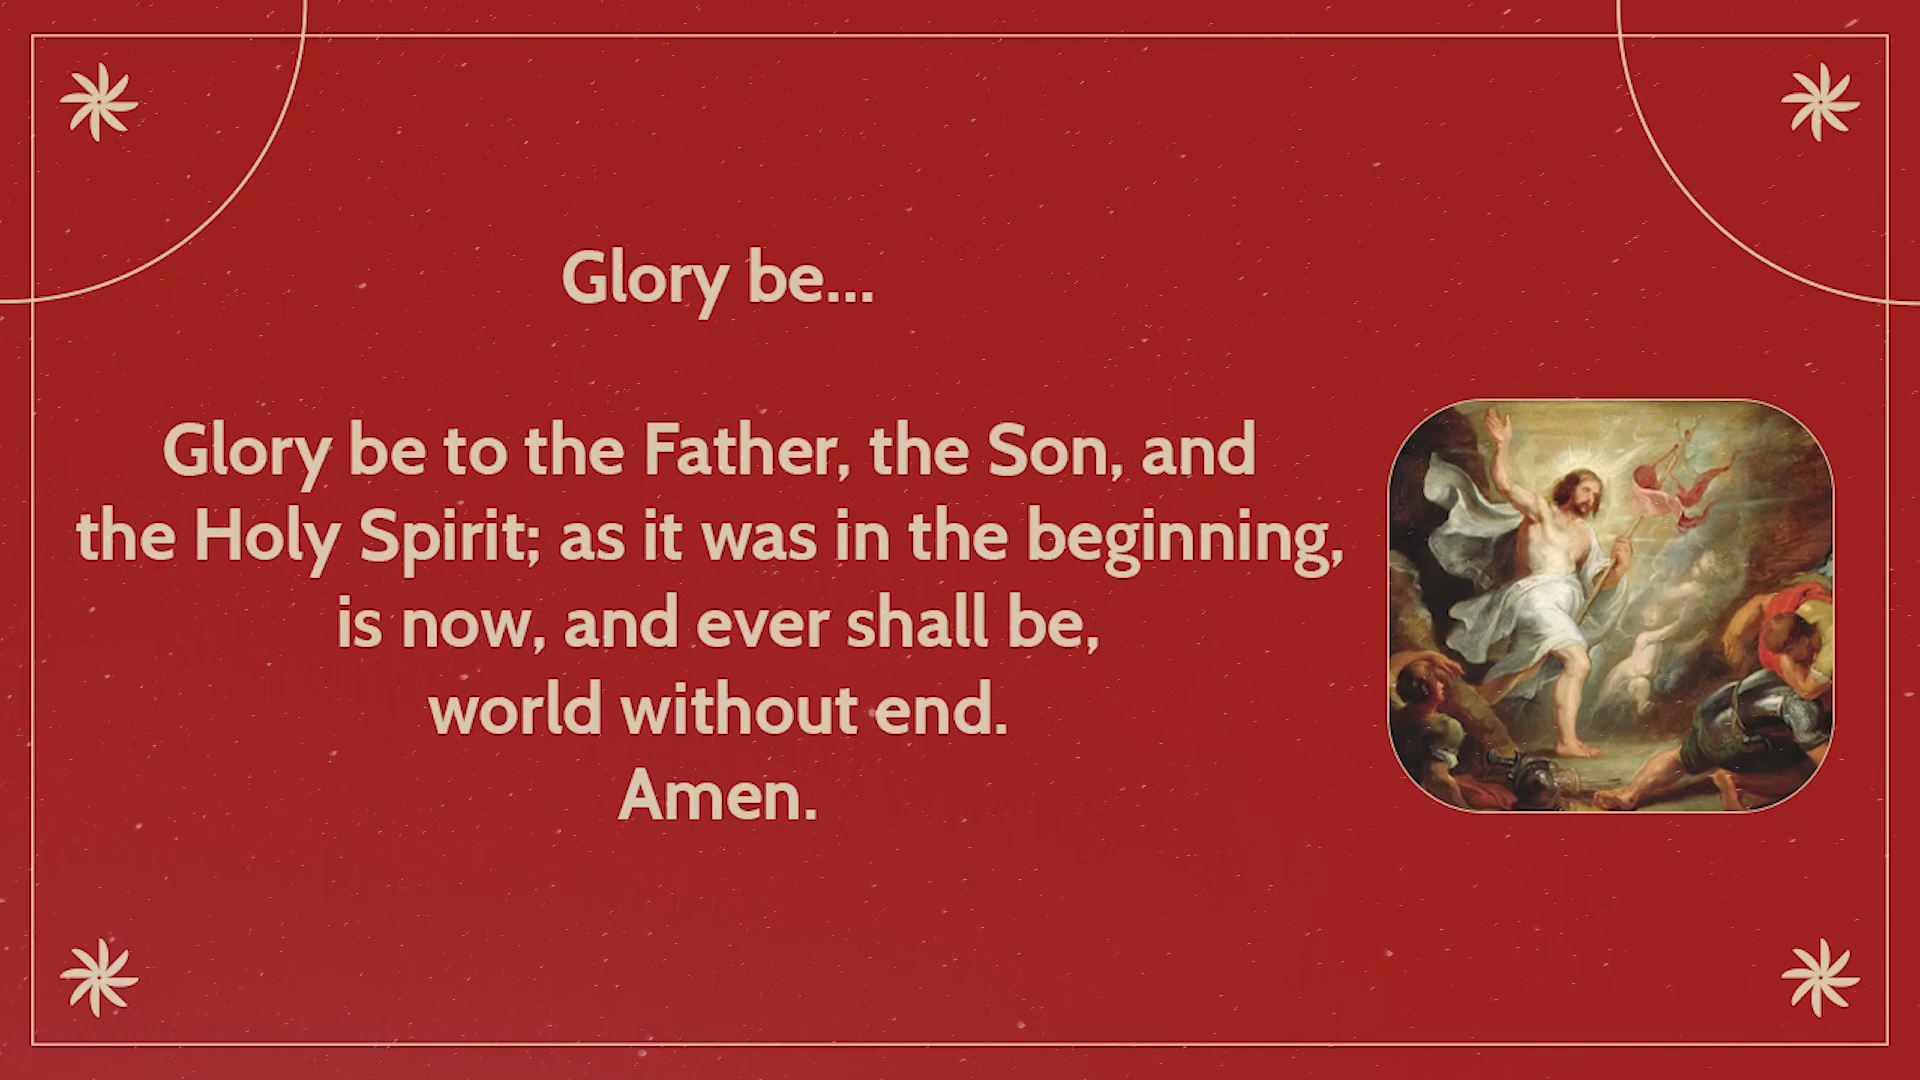 Glory be...
Glory be to the Father, the Son, and
the Holy Spirit; as it was in the beginning,
is now, and ever shall be,
world without end.
Amen.